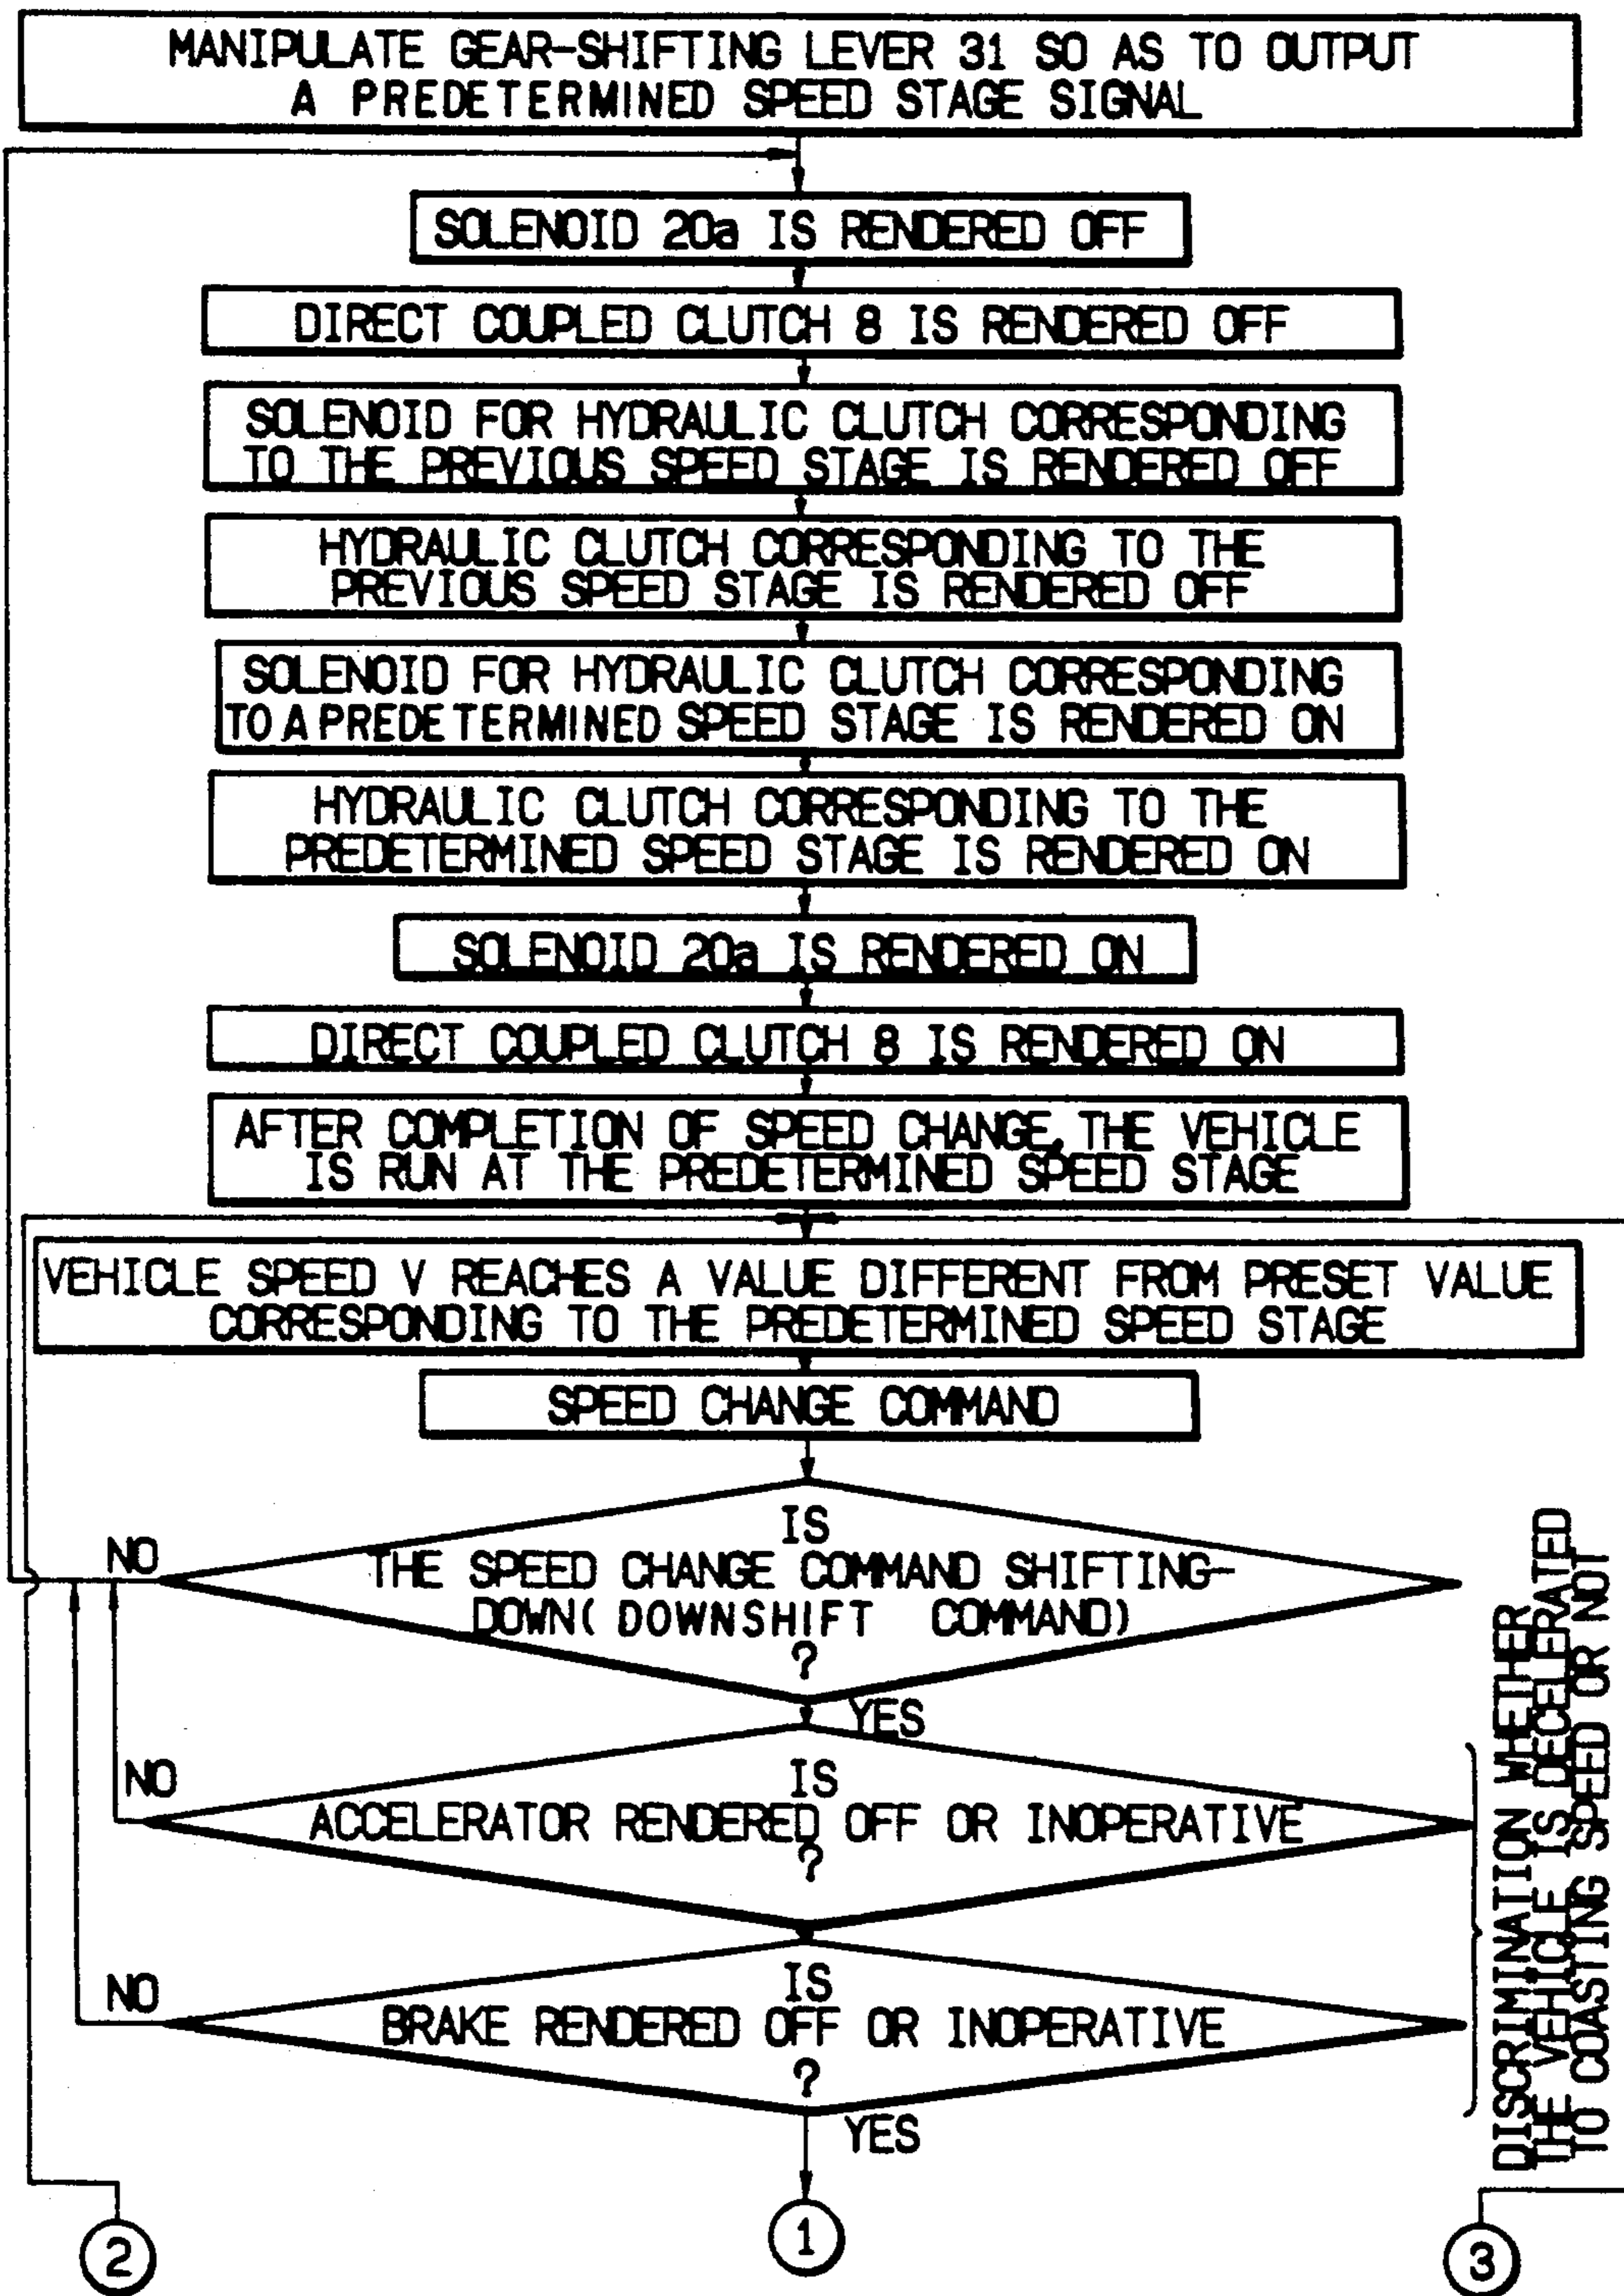 MANIPULATE GEAR-SHIFTING LEVER 31 SO AS TO OUTPUT
A PREDETERMINED SPEED STAGE SIGNAL
SOLENOID 20a IS RENDERED OFF
DIRECT COUPLED CLUTCH 8 IS RENDERED OFF
SOLENOID FOR HYDRAULIC CLUTCH CORRESPONDING
TO THE PREVIOUS SPEED STAGE IS RENDERED OFF
HYDRAULIC CLUTCH CORRESPONDING TO THE
PREVIOUS SPEED STAGE IS RENDERED OFF
SOLENOID FOR HYDRAULIC CLUTCH CORRESPONDING
TO A PREDETERMINED SPEED STAGE IS RENDERED ON
HYDRAULIC CLUTCH CORRESPONDING TO THE
PREDETERMINED SPEED STAGE IS RENDERED ON
SOLENOID 20a IS RENDERED ON
DIRECT COUPLED CLUTCH 8 IS RENDERED ON
AFTER COMPLETION OF SPEED CHANGE, THE VEHICLE
IS RUN AT THE PREDETERMINED SPEED STAGE
VEHICLE SPEED V REACHES A VALUE DIFFERENT FROM PRESET VALUE
CORRESPONDING TO THE PREDETERMINED SPEED STAGE
SPEED CHANGE COMMAND
NO
IS
THE SPEED CHANGE COMMAND SHIFTING-
DOWN( DOWNSHIFT COMMAND)
?
YES
NO
IS
ACCELERATOR RENDERED OFF OR INOPERATIVE
?
NO
IS
BRAKE RENDERED OFF OR INOPERATIVE
?
YES
DISCRIMINATION WHETHER
THE VEHICLE IS DECELERATED
TO COASTING SPEED OR NOT
2
1
3